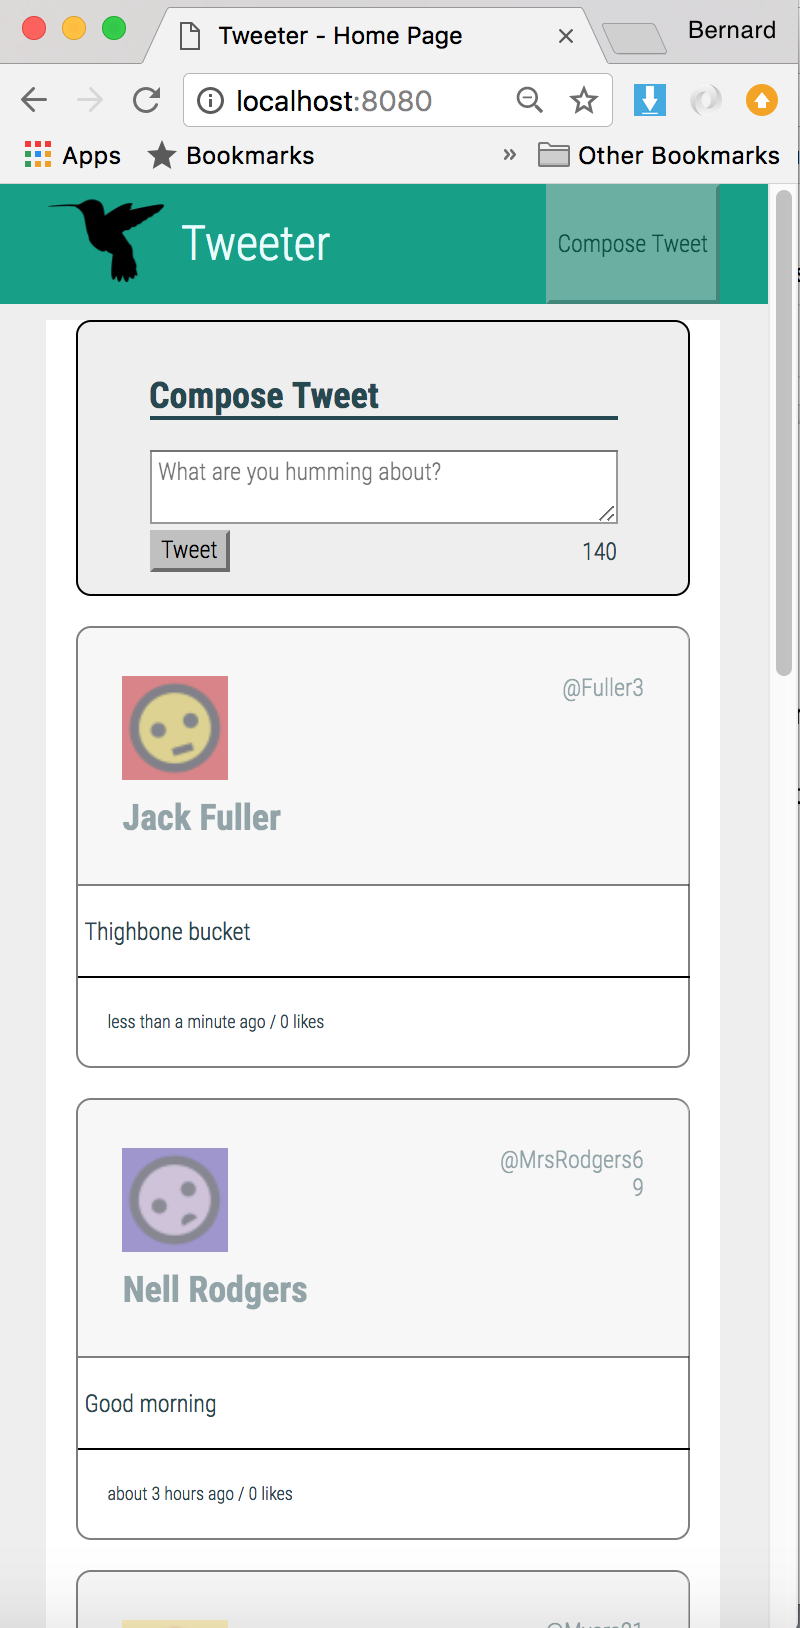 Tweeter - Home Page
Bernard
localhost:8080
Apps
Bookmarks
»
Other Bookmarks
Tweeter
Compose Tweet
Compose Tweet
What are you humming about?
Tweet
140
@Fuller3
Jack Fuller
Thighbone bucket
less than a minute ago / 0 likes
@MrsRodgers6
9
Nell Rodgers
Good morning
about 3 hours ago / 0 likes